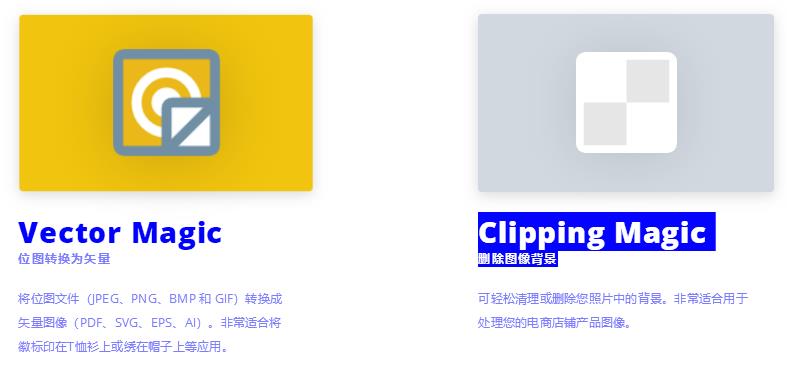 Vector Magic
位图转换为矢量
将位图文件（JPEG、PNG、BMP 和 GIF）转换成
矢量图像（PDF、SVG、EPS、AI）。非常适合将
徽标印在T恤衫上或绣在帽子上等应用。
Clipping Magic
删除图像背景
可轻松清理或删除您照片中的背景。非常适合用于
处理您的电商店铺产品图像。